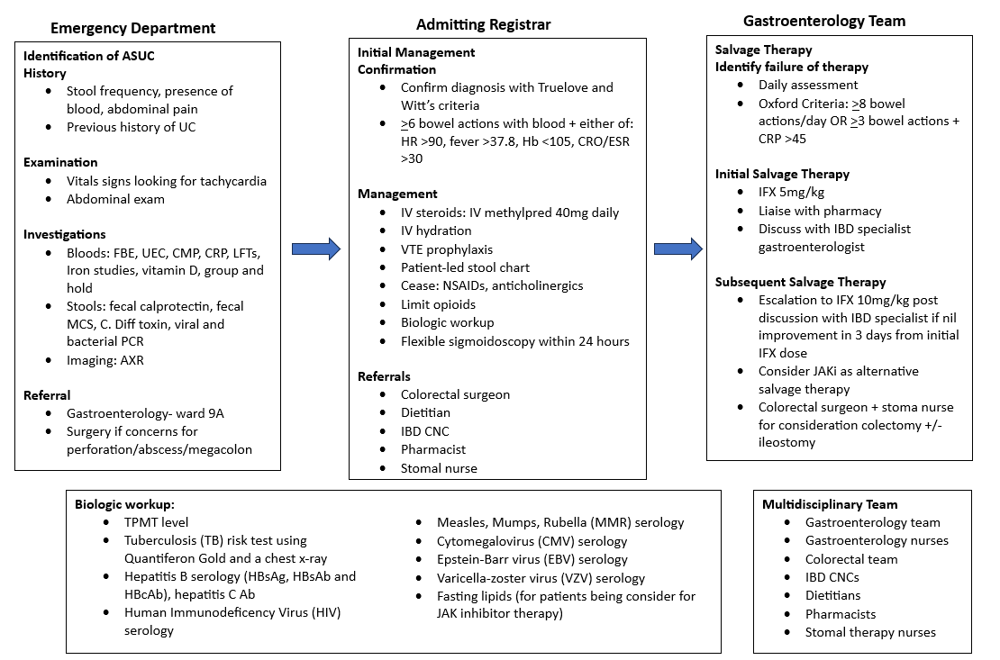 Emergency Department
Identification of ASUC
History
• Stool frequency, presence of
blood, abdominal pain
• Previous history of UC
Examination
• Vitals signs looking for tachycardia
• Abdominal exam
Investigations
• Bloods: FBE, UEC, CMP, CRP, LFTs,
Iron studies, vitamin D, group and
hold
• Stools: fecal calprotectin, fecal
MCS, C. Diff toxin, viral and
bacterial PCR
• Imaging: AXR
Referral
• Gastroenterology- ward 9A
• Surgery if concerns for
perforation/abscess/megacolon
Admitting Registrar
Initial Management
Confirmation
• Confirm diagnosis with Truelove and
Witt's criteria
• ≥6 bowel actions with blood + either of:
HR >90, fever >37.8, Hb <105, CRO/ESR
>30
Management
• IV steroids: IV methylpred 40mg daily
• IV hydration
• VTE prophylaxis
• Patient-led stool chart
• Cease: NSAIDs, anticholinergics
• Limit opioids
• Biologic workup
• Flexible sigmoidoscopy within 24 hours
Referrals
• Colorectal surgeon
• Dietitian
• IBD CNC
• Pharmacist
• Stomal nurse
Gastroenterology Team
Salvage Therapy
Identify failure of therapy
• Daily assessment
• Oxford Criteria: ≥8 bowel
actions/day OR ≥3 bowel actions +
CRP >45
Initial Salvage Therapy
• IFX 5mg/kg
• Liaise with pharmacy
• Discuss with IBD specialist
gastroenterologist
Subsequent Salvage Therapy
• Escalation to IFX 10mg/kg post
discussion with IBD specialist if nil
improvement in 3 days from initial
IFX dose
• Consider JAKi as alternative
salvage therapy
• Colorectal surgeon + stoma nurse
for consideration colectomy +/-
ileostomy
Biologic workup:
• TPMT level
• Tuberculosis (TB) risk test using
Quantiferon Gold and a chest x-ray
• Hepatitis B serology (HBsAg, HBsAb and
HBcAb), hepatitis C Ab
• Human Immunodeficency Virus (HIV)
serology
• Measles, Mumps, Rubella (MMR) serology
• Cytomegalovirus (CMV) serology
• Epstein-Barr virus (EBV) serology
• Varicella-zoster virus (VZV) serology
• Fasting lipids (for patients being consider for
JAK inhibitor therapy)
Multidisciplinary Team
• Gastroenterology team
• Gastroenterology nurses
• Colorectal team
• IBD CNCs
• Dietitians
• Pharmacists
• Stomal therapy nurses